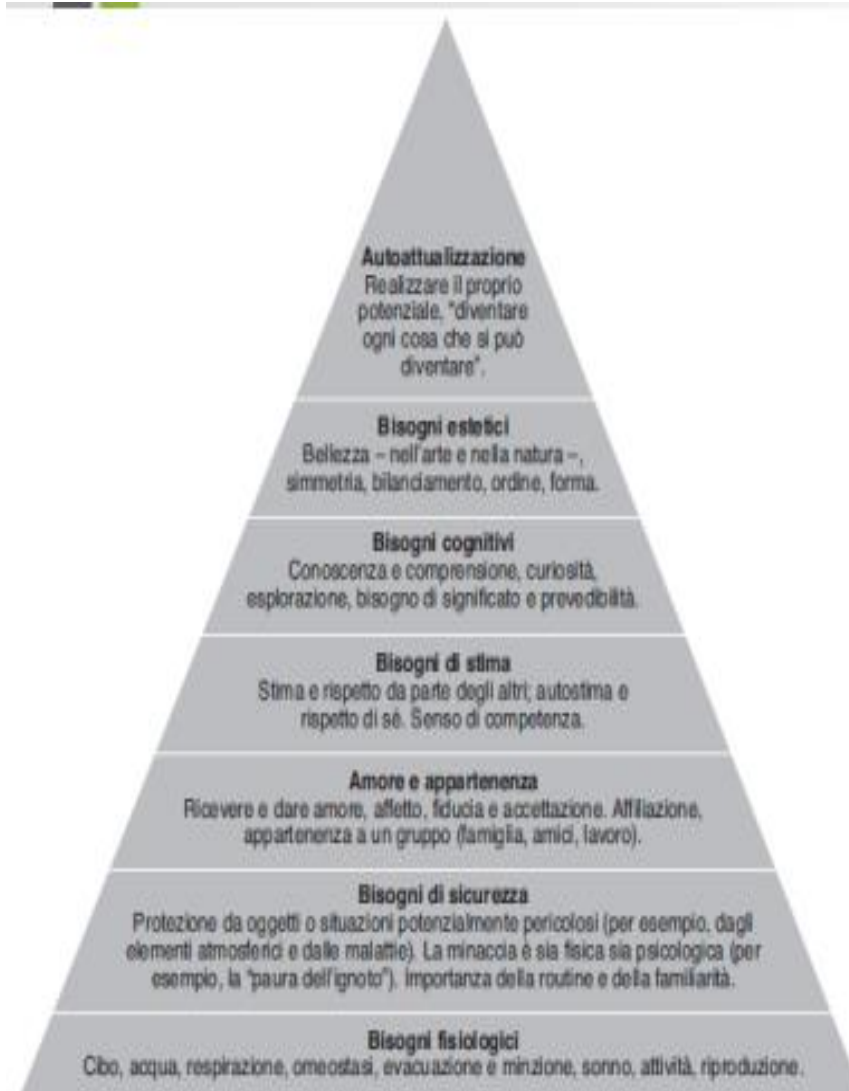 Autoattualizzazione
Realizzare il proprio
potenziale, "diventare
ogni cosa che si può
diventare".
Bisogni estetici
Bellezza – nell'arte e nella natura –,
simmetria, bilanciamento, ordine, forma.
Bisogni cognitivi
Conoscenza e comprensione, curiosità,
esplorazione, bisogno di significato e prevedibilità.
Bisogni di stima
Stima e rispetto da parte degli altri; autostima e
rispetto di sé. Senso di competenza.
Amore e appartenenza
Ricevere e dare amore, affetto, fiducia e accettazione. Affiliazione,
appartenenza a un gruppo (famiglia, amici, lavoro).
Bisogni di sicurezza
Protezione da oggetti o situazioni potenzialmente pericolosi (per esempio, dagli
elementi atmosferici e dalle malattie). La minaccia è sia fisica sia psicologica (per
esempio, la "paura dell'ignoto"). Importanza della routine e della familiarità.
Bisogni fisiologici
Cibo, acqua, respirazione, omeostasi, evacuazione e minzione, sonno, attività, riproduzione.